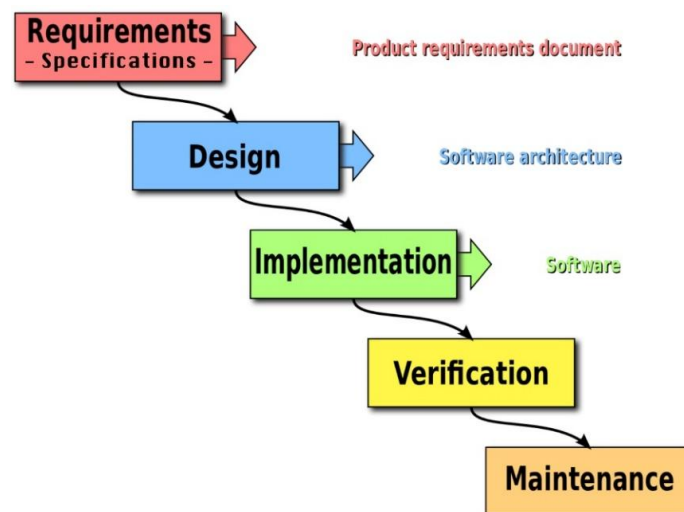 Requirements
- Specifications -
Product requirements document
Design
Software architecture
Implementation
Software
Verification
Maintenance